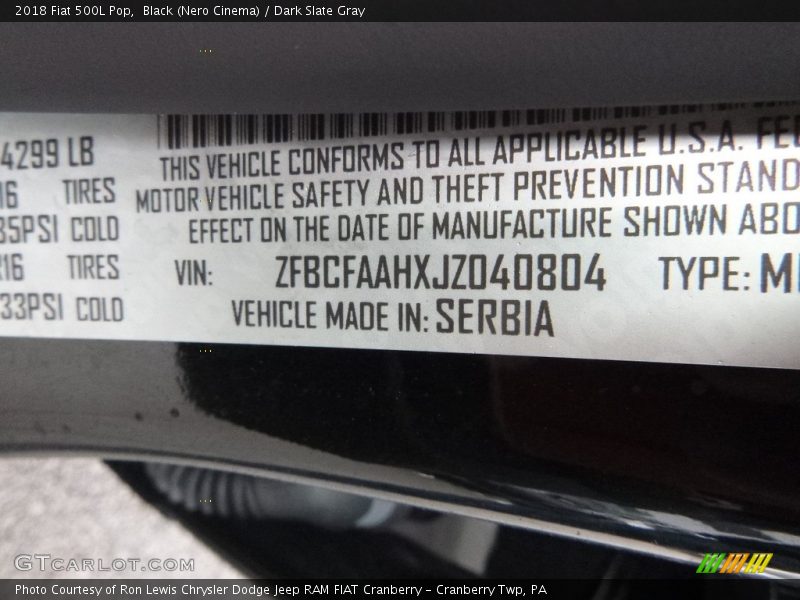 2018 Fiat 500L Pop, Black (Nero Cinema) / Dark Slate Gray
4299 LB
TIRES
35PSI COLD
R16 TIRES
33PSI COLD
THIS VEHICLE CONFORMS TO ALL APPLICABLE U.S.A.
MOTOR VEHICLE SAFETY AND THEFT PREVENTION STAND
EFFECT ON THE DATE OF MANUFACTURE SHOWN ABO
VIN: ZFBCFAAHXJZ040804 TYPE:
VEHICLE MADE IN: SERBIA
GTCARLOT.COM
Photo Courtesy of Ron Lewis Chrysler Dodge Jeep RAM FIAT Cranberry – Cranberry Twp, PA